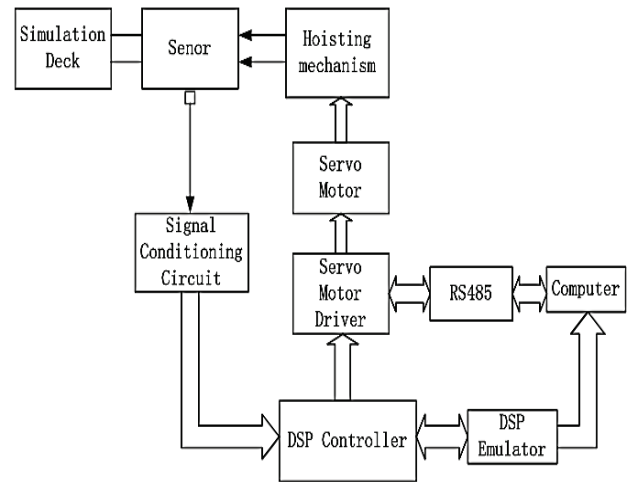 Simulation
Deck
Senor
Hoisting
mechanism
Servo
Motor
Signal
Conditioning
Circuit
Servo
Motor
Driver
RS485
Computer
DSP Controller
DSP
Emulator